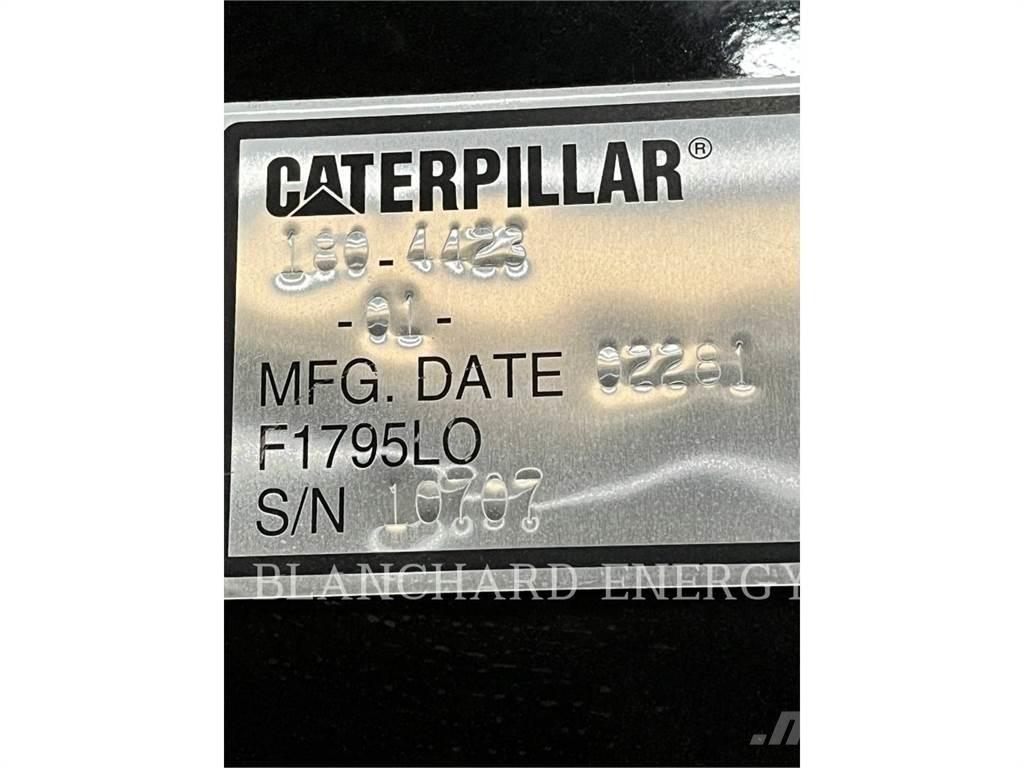 CATERPILLAR®
180-4423
-01-
MFG. DATE 02281
F1795LO
S/N 10707
BLANCHARD ENERGY